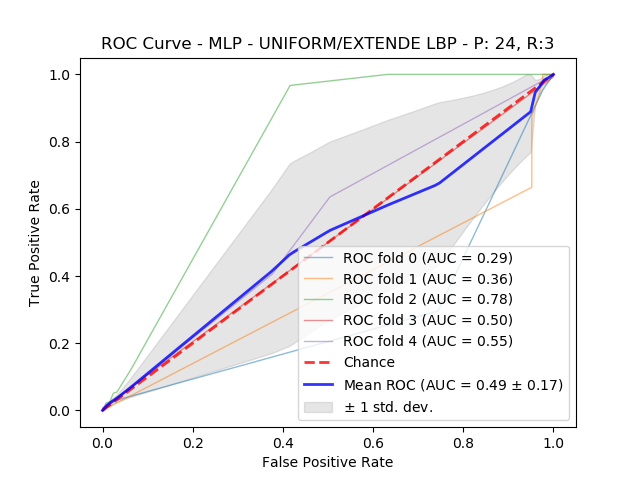 ROC Curve - MLP - UNIFORM/EXTENDE LBP - P: 24, R:3
True Positive Rate
1.0
0.8
0.6
0.4
0.2
0.0
ROC fold 0 (AUC = 0.29)
ROC fold 1 (AUC = 0.36)
ROC fold 2 (AUC = 0.78)
ROC fold 3 (AUC = 0.50)
ROC fold 4 (AUC = 0.55)
Chance
Mean ROC (AUC = 0.49 ± 0.17)
± 1 std. dev.
0.0 0.2 0.4 0.6 0.8 1.0
False Positive Rate